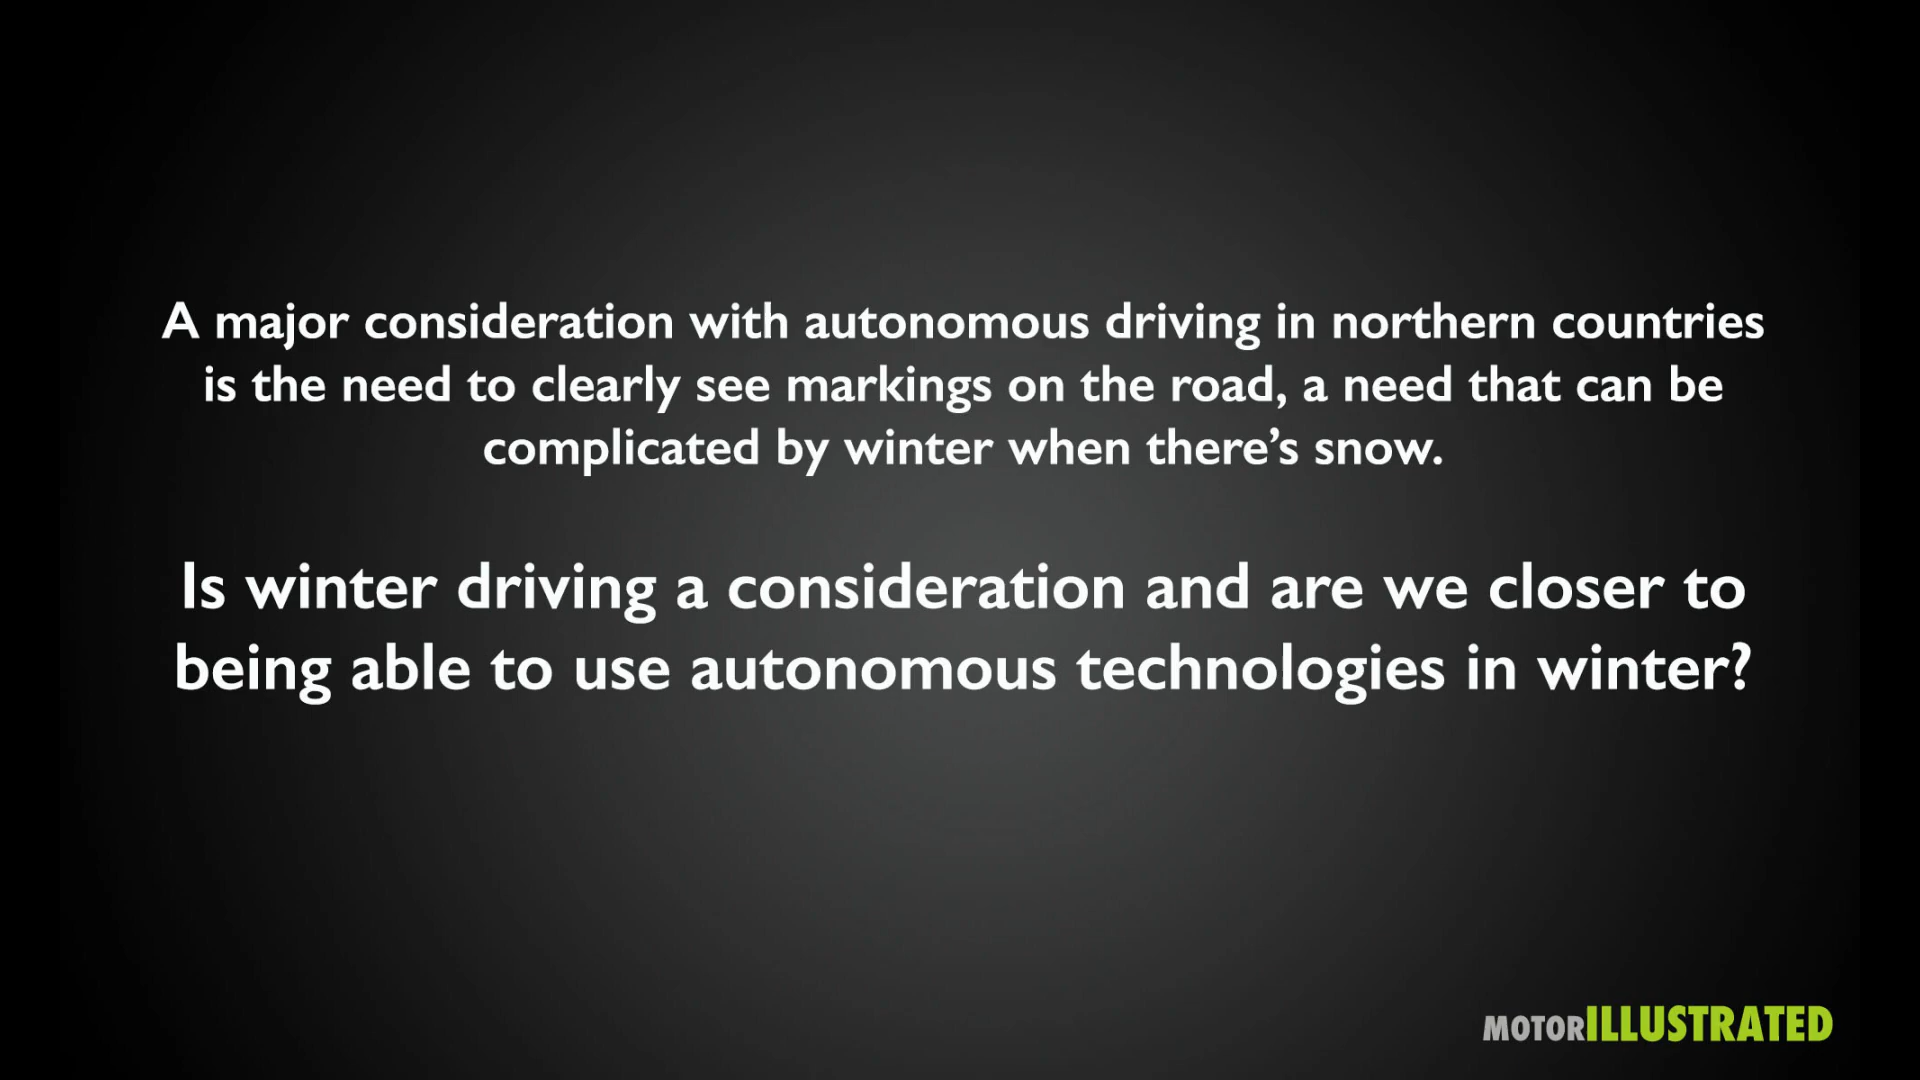 A major consideration with autonomous driving in northern countries
is the need to clearly see markings on the road, a need that can be
complicated by winter when there’s snow.
Is winter driving a consideration and are we closer to
being able to use autonomous technologies in winter?
MOTORILLUSTRATED